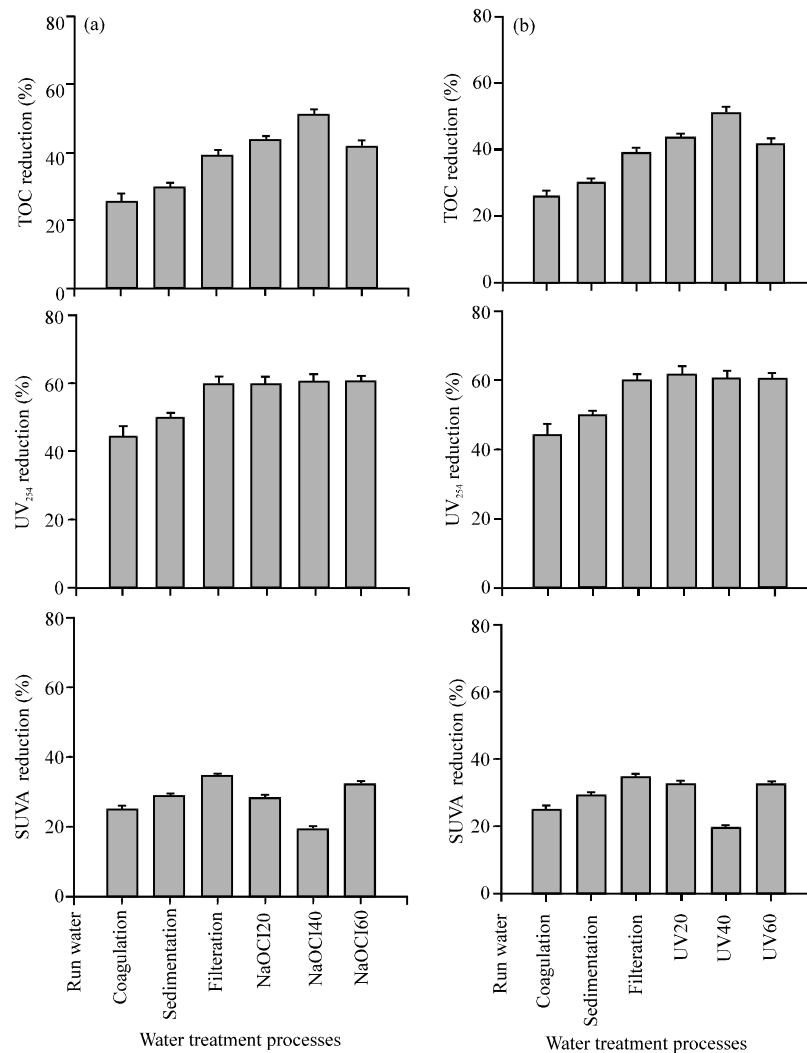 (a)
TOC reduction (%)
80
60
40
20
0
(b)
TOC reduction (%)
80
60
40
20
0
UV254 reduction (%)
80
60
40
20
0
UV254 reduction (%)
80
60
40
20
0
SUVA reduction (%)
80
60
40
20
0
SUVA reduction (%)
80
60
40
20
0
Run water
Coagulation
Sedimentation
Filteration
NaOCI20
NaOCI40
NaOCI60
Water treatment processes
Run water
Coagulation
Sedimentation
Filteration
UV20
UV40
UV60
Water treatment processes